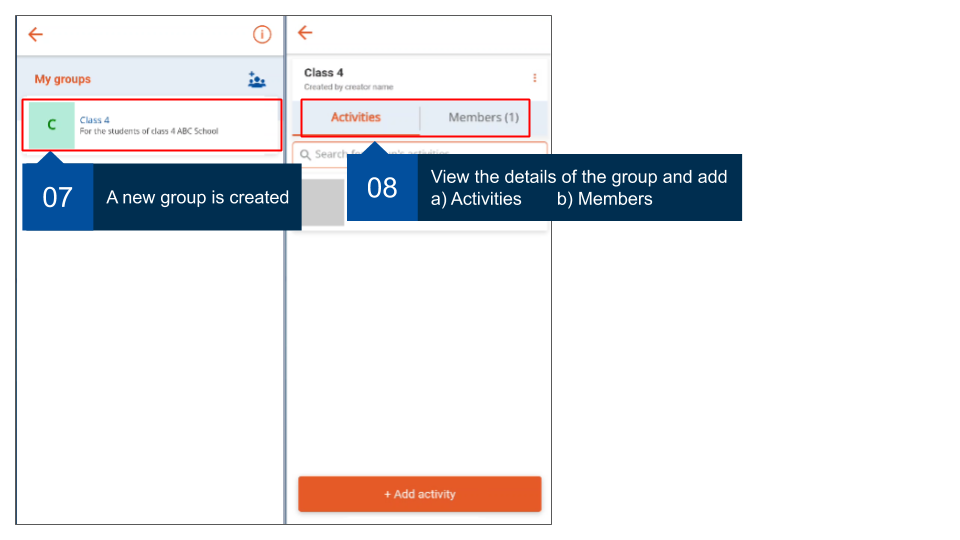 My groups
C
Class 4
For the students of class 4 ABC School
07
A new group is created
Class 4
Created by creator name
Activities
Members (1)
Search
08
View the details of the group and add
a) Activities b) Members
+ Add activity